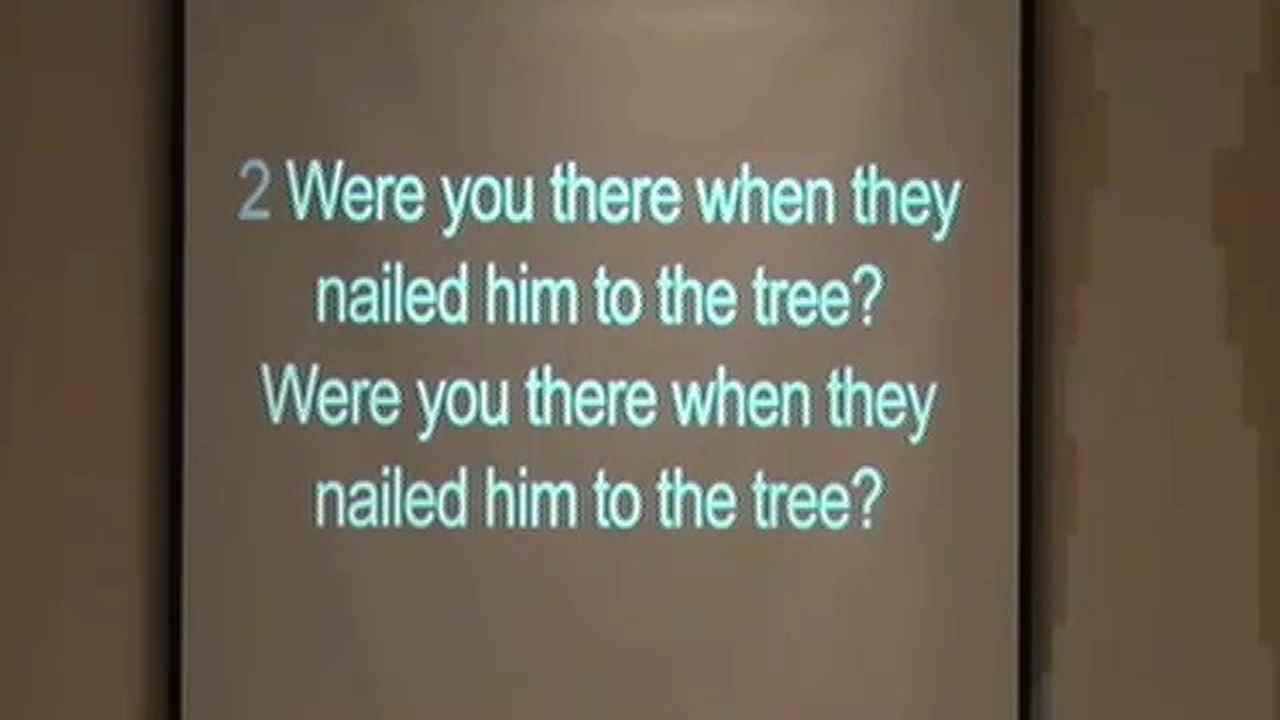 2 Were you there when they
nailed him to the tree?
Were you there when they
nailed him to the tree?